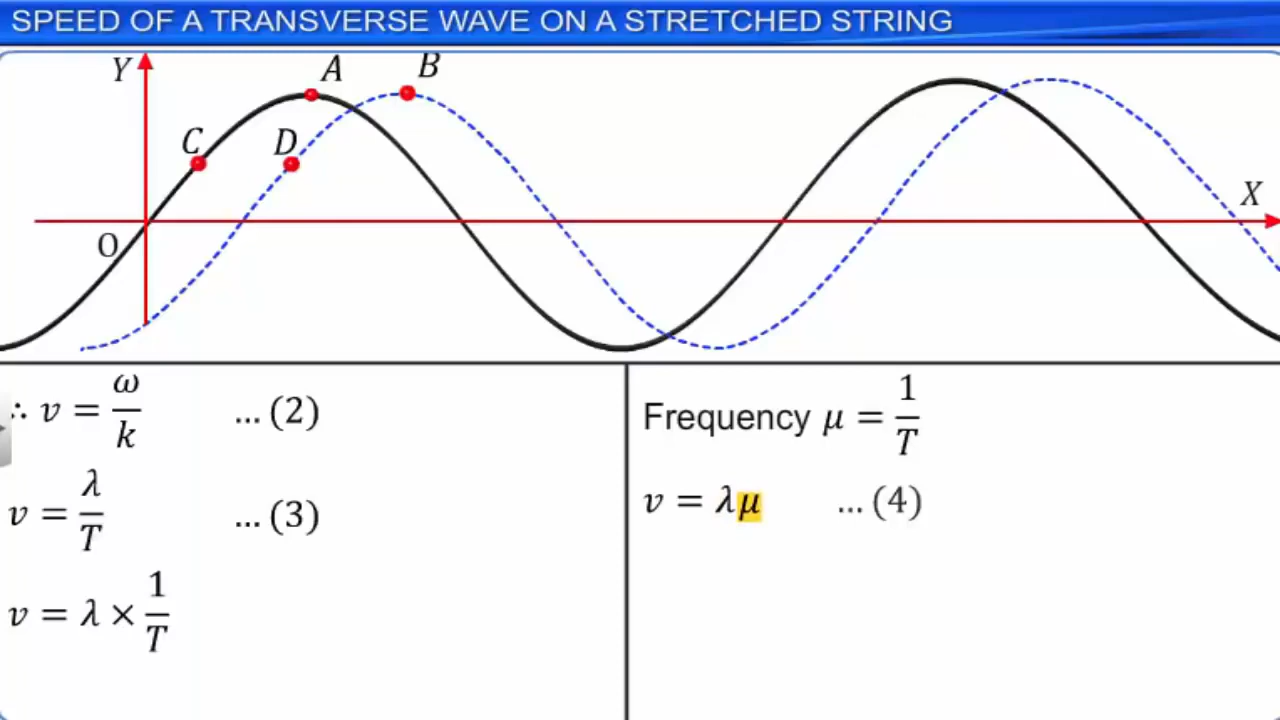 SPEED OF A TRANSVERSE WAVE ON A STRETCHED STRING
Y
A
B
C
D
X
O
∴ v = ω/k ... (2)
v = λ/T ... (3)
v = λ × 1/T
Frequency μ = 1/T
v = λμ ... (4)